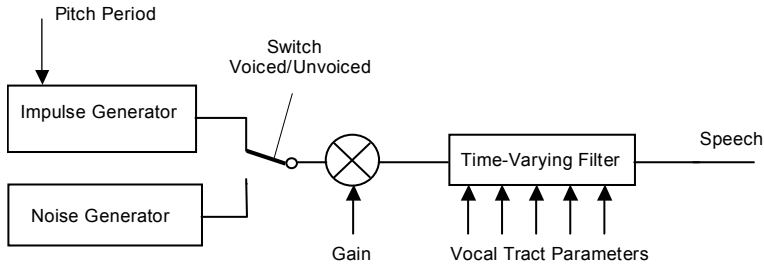 Pitch Period
Switch
Voiced/Unvoiced
Impulse Generator
Speech
Time-Varying Filter
Noise Generator
Gain
Vocal Tract Parameters